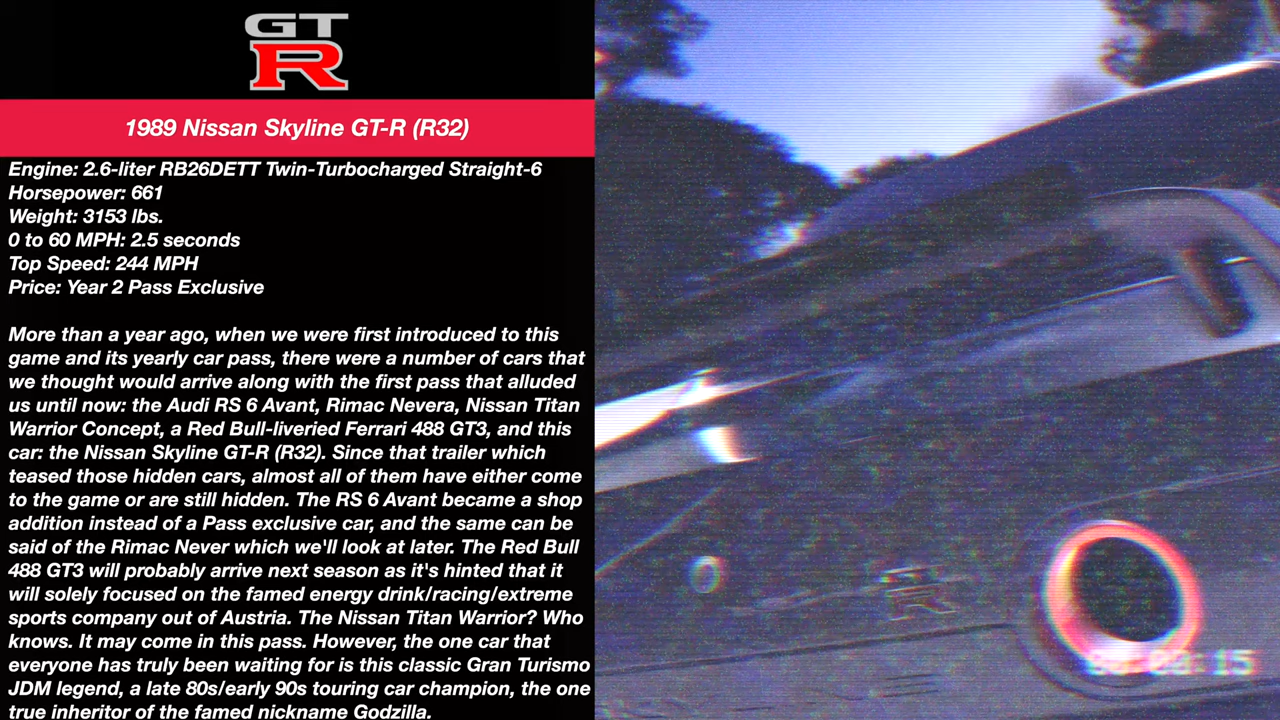 GT
R
1989 Nissan Skyline GT-R (R32)
Engine: 2.6-liter RB26DETT Twin-Turbocharged Straight-6
Horsepower: 661
Weight: 3153 lbs.
0 to 60 MPH: 2.5 seconds
Top Speed: 244 MPH
Price: Year 2 Pass Exclusive
More than a year ago, when we were first introduced to this
game and its yearly car pass, there were a number of cars that
we thought would arrive along with the first pass that alluded
us until now: the Audi RS 6 Avant, Rimac Nevera, Nissan Titan
Warrior Concept, a Red Bull-liveried Ferrari 488 GT3, and this
car: the Nissan Skyline GT-R (R32). Since that trailer which
teased those hidden cars, almost all of them have either come
to the game or are still hidden. The RS 6 Avant became a shop
addition instead of a Pass exclusive car, and the same can be
said of the Rimac Never which we'll look at later. The Red Bull
488 GT3 will probably arrive next season as it's hinted that it
will solely focused on the famed energy drink/racing/extreme
sports company out of Austria. The Nissan Titan Warrior? Who
knows. It may come in this pass. However, the one car that
everyone has truly been waiting for is this classic Gran Turismo
JDM legend, a late 80s/early 90s touring car champion, the one
true inheritor of the famed nickname Godzilla.
R
:15